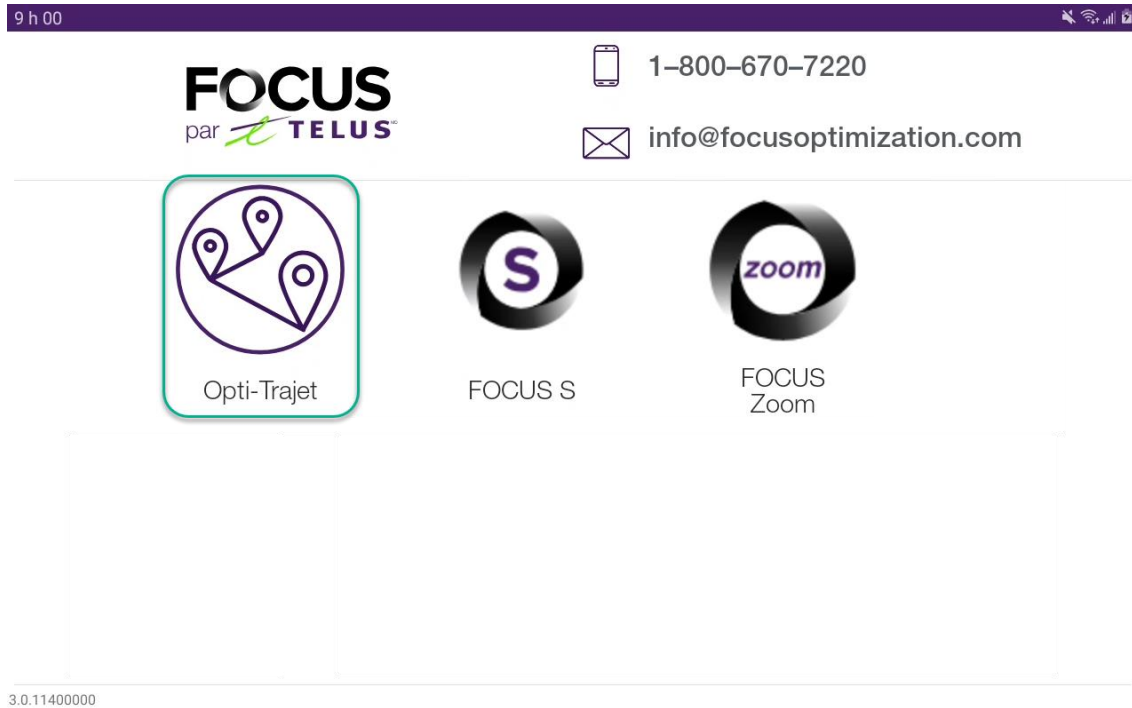 9 h 00
FOCUS
par TELUS MC
1–800–670–7220
info@focusoptimization.com
S
zoom
Opti-Trajet
FOCUS S
FOCUS
Zoom
3.0.11400000